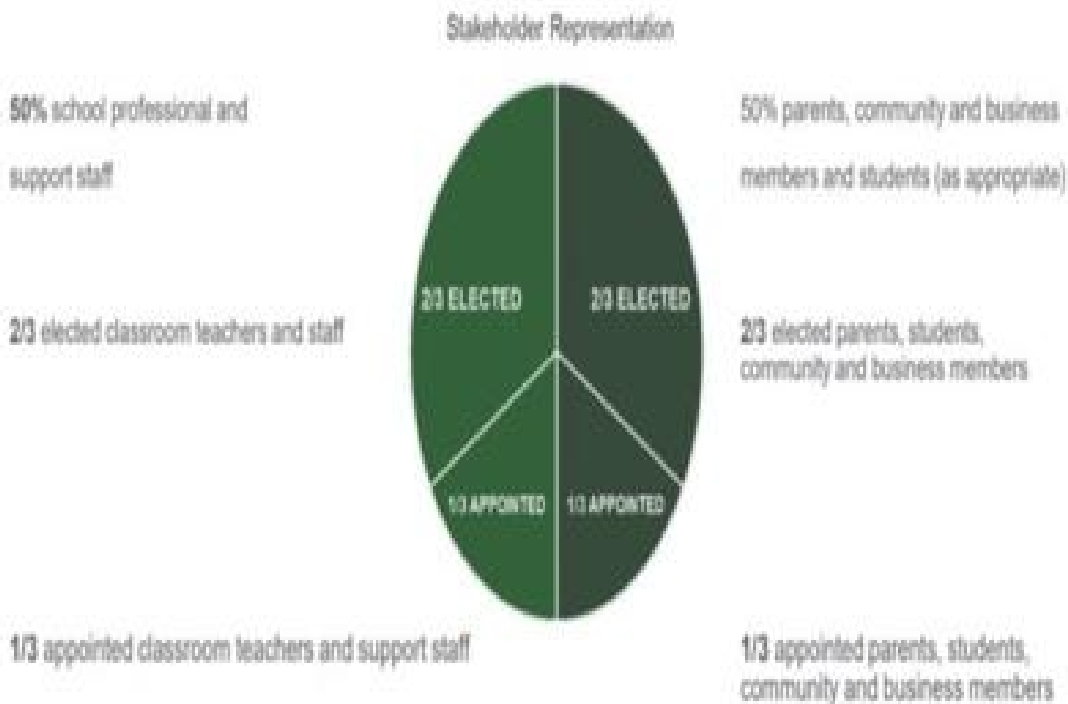 Stakeholder Representation
50% school professional and
support staff
50% parents, community and business
members and students (as appropriate)
2/3 ELECTED
2/3 ELECTED
2/3 elected classroom teachers and staff
2/3 elected parents, students,
community and business members
1/3 APPOINTED
1/3 APPOINTED
1/3 appointed classroom teachers and support staff
1/3 appointed parents, students,
community and business members